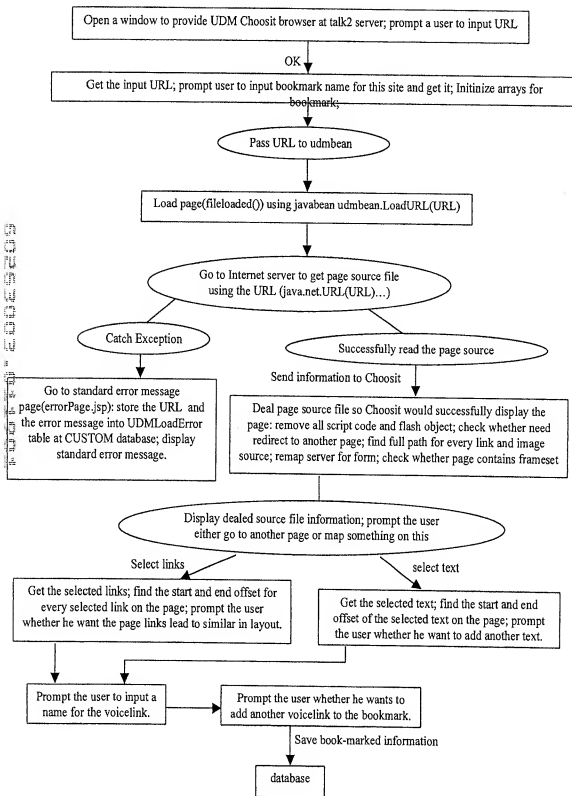 Open a window to provide UDM Choosit browser at talk2 server; prompt a user to input URL
OK
Get the input URL; prompt user to input bookmark name for this site and get it; Initinize arrays for
bookmark;
Pass URL to udmbean
Load page(fileloaded()) using javabean udmbean.LoadURL(URL)
Go to Internet server to get page source file
using the URL (java.net.URL(URL)...)
Catch Exception
Successfully read the page source
Send information to Choosit
Go to standard error message
page(errorPage.jsp): store the URL and
the error message into UDMLoadError
table at CUSTOM database; display
standard error message.
Deal page source file so Choosit would successfully display the
page: remove all script code and flash object; check whether need
redirect to another page; find full path for every link and image
source; remap server for form; check whether page contains frameset
Display dealed source file information; prompt the user
either go to another page or map something on this
Select links
select text
Get the selected links; find the start and end offset for
every selected link on the page; prompt the user
whether he want the page links lead to similar in layout.
Get the selected text; find the start and end
offset of the selected text on the page; prompt
the user whether he want to add another text.
Prompt the user to input a
name for the voicelink.
Prompt the user whether he wants to
add another voicelink to the bookmark.
Save book-marked information
database